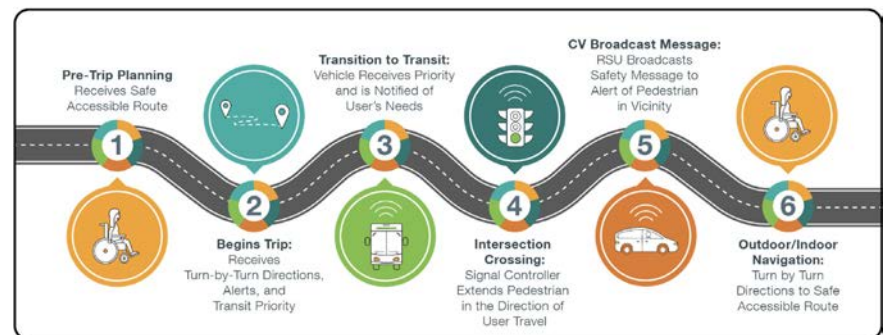 1
Pre-Trip Planning
Receives Safe
Accessible Route
2
Begins Trip:
Receives
Turn-by-Turn Directions,
Alerts, and
Transit Priority
3
Transition to Transit:
Vehicle Receives Priority
and is Notified of
User's Needs
4
Intersection
Crossing:
Signal Controller
Extends Pedestrian
in the Direction of
User Travel
5
CV Broadcast Message:
RSU Broadcasts
Safety Message to
Alert of Pedestrian
in Vicinity
6
Outdoor/Indoor
Navigation:
Turn by Turn
Directions to Safe
Accessible Route